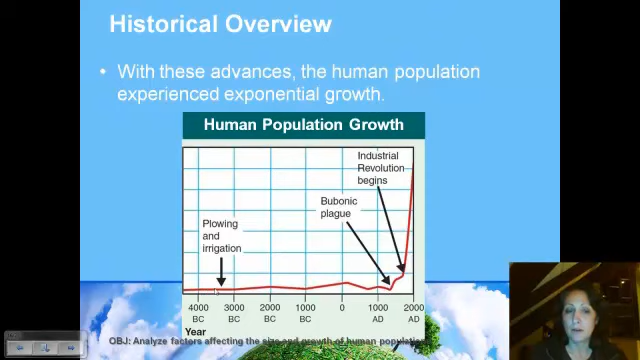 Historical Overview
• With these advances, the human population
experienced exponential growth.
Human Population Growth
Industrial
Revolution
begins
Bubonic
plague
Plowing
and
irrigation
4000 3000 2000 1000 0 1000 2000
BC BC BC BC AD AD
Year
OBJ: Analyze factors affecting the size and growth of human population